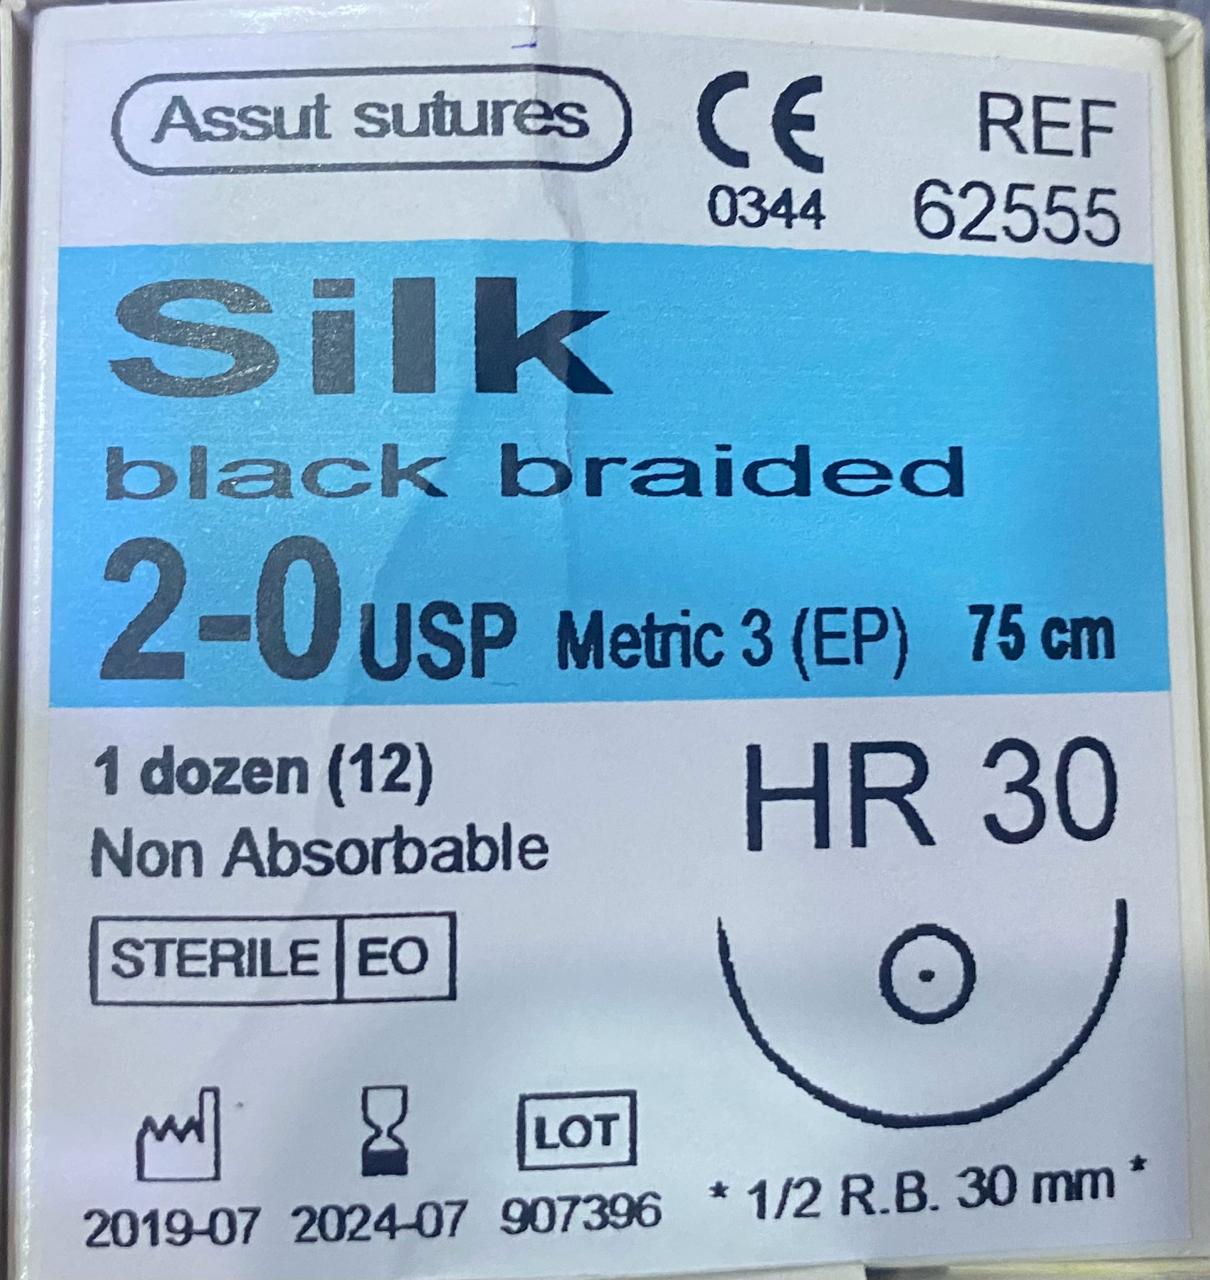 Assut sutures
CE
0344
REF
62555
Silk
black braided
2-0 USP Metric 3 (EP) 75 cm
1 dozen (12)
Non Absorbable
HR 30
STERILE EO
LOT
2019-07 2024-07 907396
* 1/2 R.B. 30 mm *